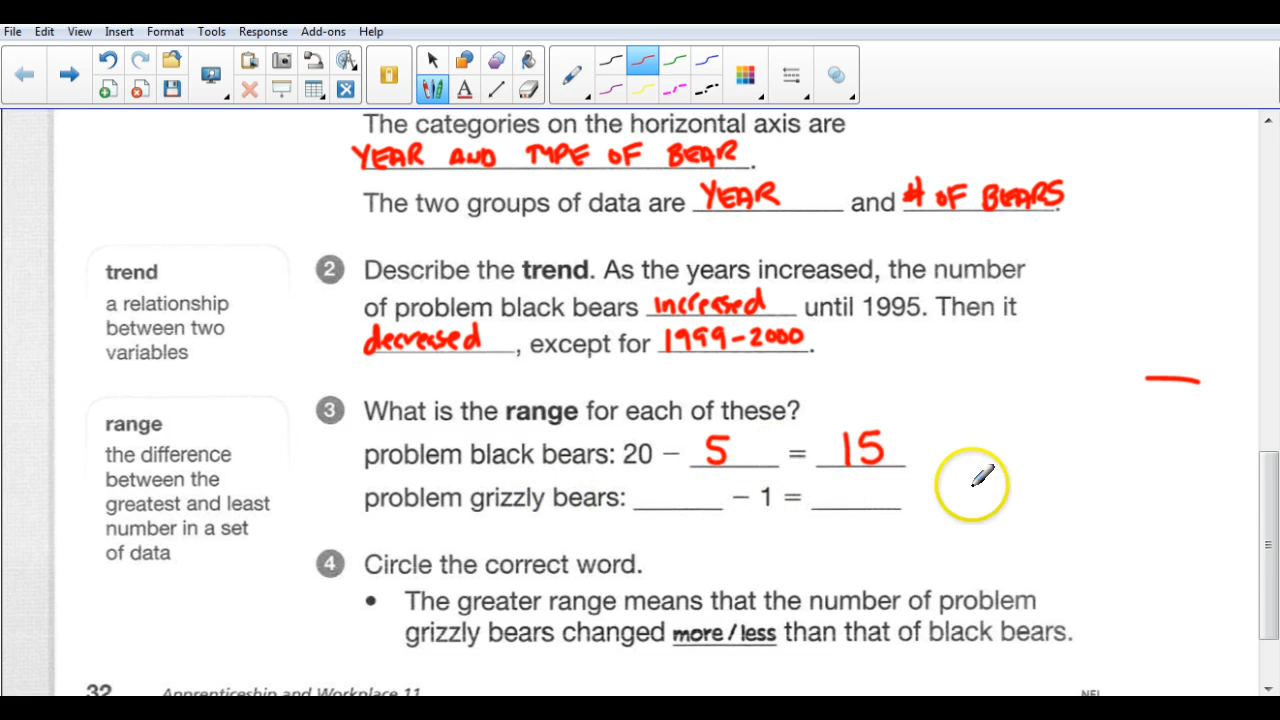 File Edit View Insert Format Tools Response Add-ons Help
The categories on the horizontal axis are
YEAR AND TYPE OF BEAR.
The two groups of data are YEAR and # OF BEARS.
trend
a relationship
between two
variables
2 Describe the trend. As the years increased, the number
of problem black bears increased until 1995. Then it
decreased, except for 1999-2000.
range
the difference
between the
greatest and least
number in a set
of data
3 What is the range for each of these?
problem black bears: 20 − 5 = 15
problem grizzly bears: ______ − 1 = ______
4 Circle the correct word.
• The greater range means that the number of problem
grizzly bears changed more/less than that of black bears.
32 Apprenticeship and Workplace 11 NEL